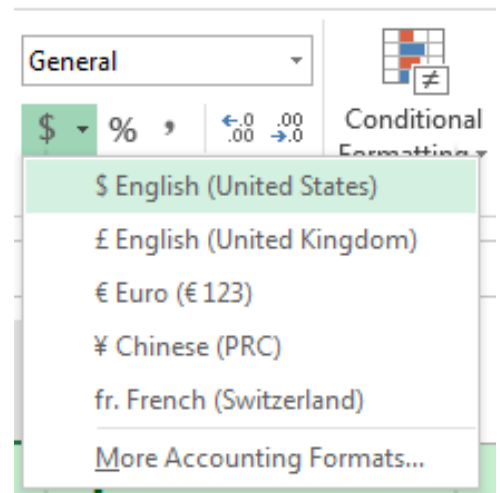 General
$ % , ←.0 .00 .00 →.0
≠
Conditional
Formatting
$ English (United States)
£ English (United Kingdom)
€ Euro (€ 123)
¥ Chinese (PRC)
fr. French (Switzerland)
More Accounting Formats...